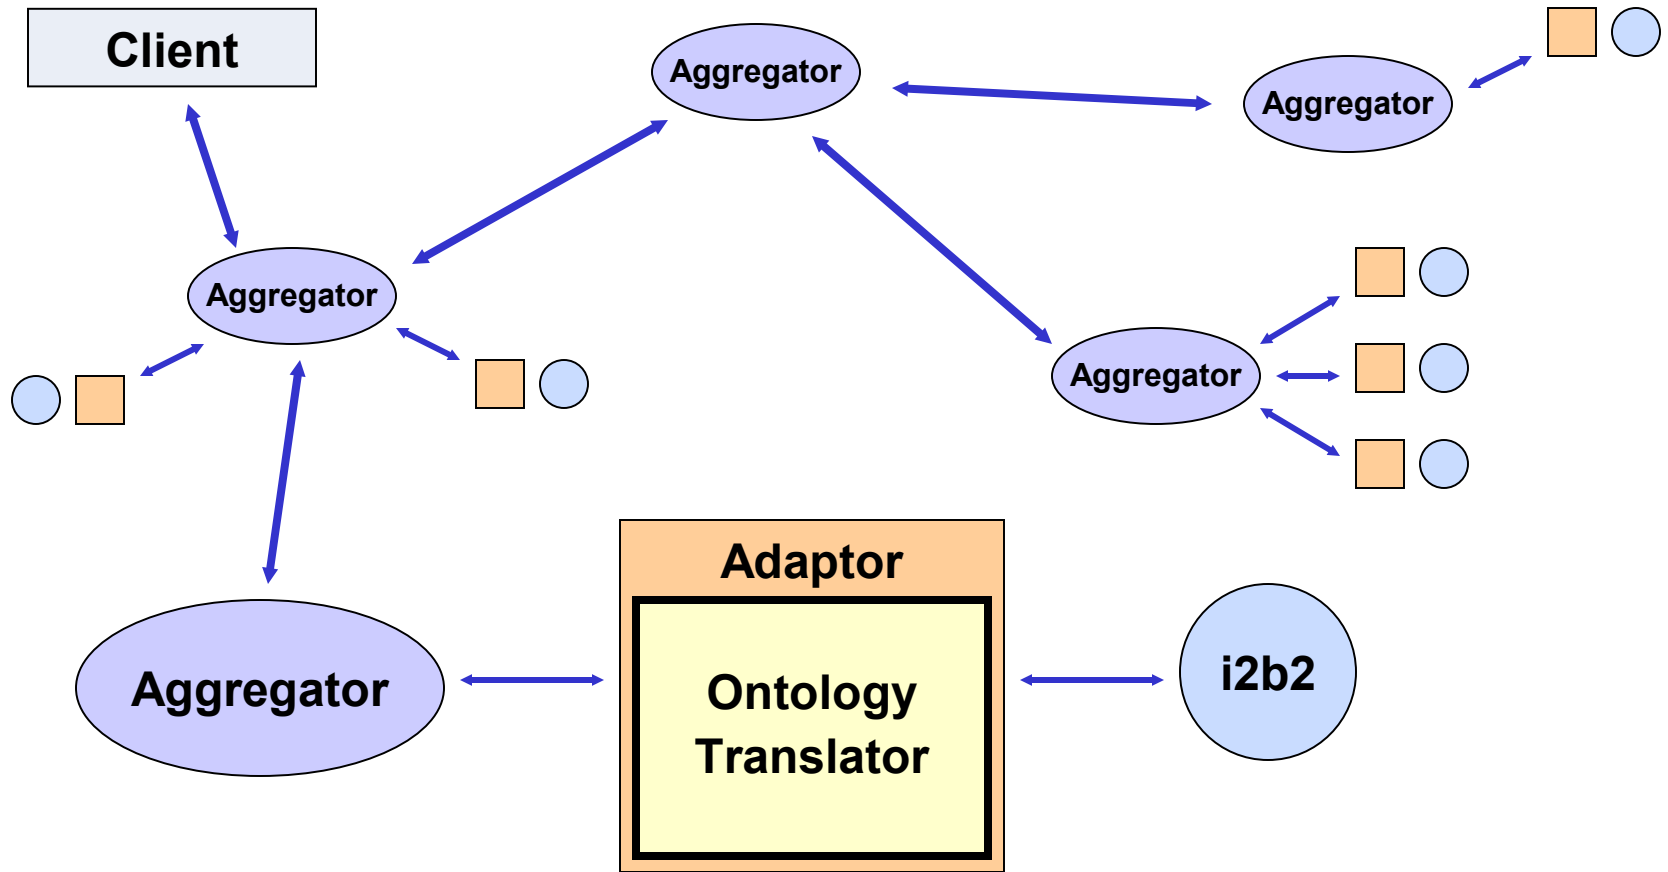 Client
Aggregator
Aggregator
Aggregator
Aggregator
Adaptor
Aggregator
Ontology
Translator
i2b2